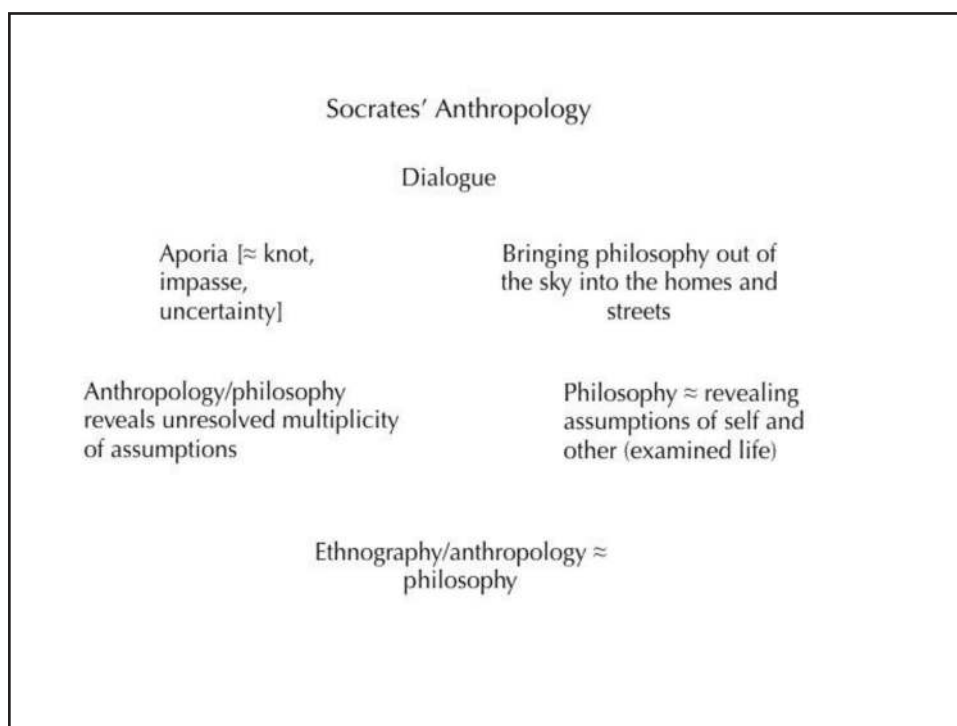 Socrates’ Anthropology
Dialogue
Aporia [≈ knot,
impasse,
uncertainty]
Bringing philosophy out of
the sky into the homes and
streets
Anthropology/philosophy
reveals unresolved multiplicity
of assumptions
Philosophy ≈ revealing
assumptions of self and
other (examined life)
Ethnography/anthropology ≈
philosophy